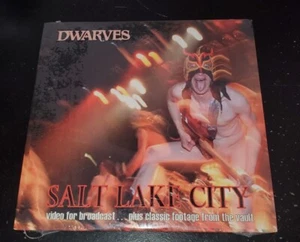 DWARVES
SALT LAKE CITY
video for broadcast . . . plus classic footage from the vault